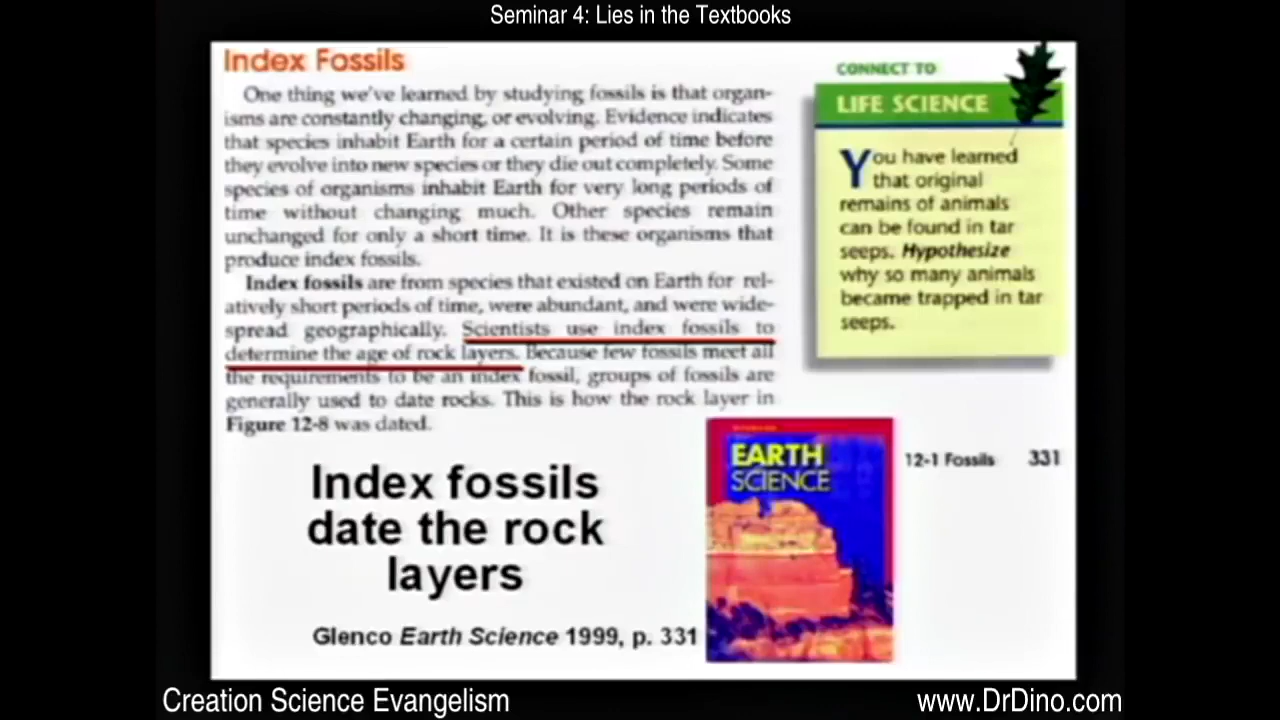 Seminar 4: Lies in the Textbooks
Index Fossils
One thing we've learned by studying fossils is that organ-
isms are constantly changing, or evolving. Evidence indicates
that species inhabit Earth for a certain period of time before
they evolve into new species or they die out completely. Some
species of organisms inhabit Earth for very long periods of
time without changing much. Other species remain
unchanged for only a short time. It is these organisms that
produce index fossils.
Index fossils are from species that existed on Earth for rel-
atively short periods of time, were abundant, and were wide-
spread geographically. Scientists use index fossils to
determine the age of rock layers. Because few fossils meet all
the requirements to be an index fossil, groups of fossils are
generally used to date rocks. This is how the rock layer in
Figure 12-8 was dated.
CONNECT TO
LIFE SCIENCE
You have learned
that original
remains of animals
can be found in tar
seeps. Hypothesize
why so many animals
became trapped in tar
seeps.
Index fossils
date the rock
layers
Glenco Earth Science 1999, p. 331
EARTH
SCIENCE
12-1 Fossils 331
Creation Science Evangelism
www.DrDino.com